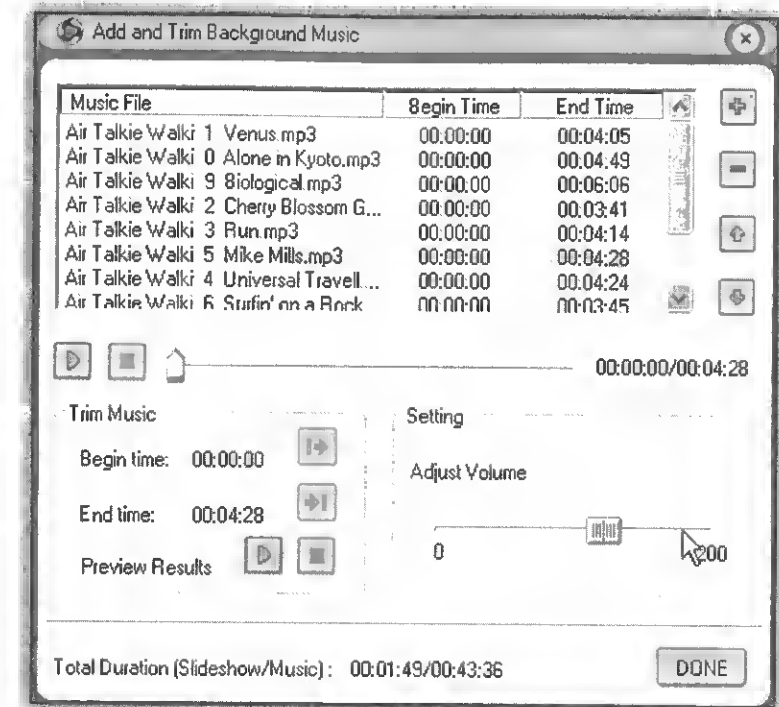 Add and Trim Background Music
Music File Begin Time End Time
Air Talkie Walki 1 Venus.mp3 00:00:00 00:04:05
Air Talkie Walki 0 Alone in Kyoto.mp3 00:00:00 00:04:49
Air Talkie Walki 9 Biological.mp3 00:00:00 00:06:06
Air Talkie Walki 2 Cherry Blossom G... 00:00:00 00:03:41
Air Talkie Walki 3 Run.mp3 00:00:00 00:04:14
Air Talkie Walki 5 Mike Mills.mp3 00:00:00 00:04:28
Air Talkie Walki 4 Universal Travell... 00:00:00 00:04:24
Air Talkie Walki 6 Surfin' on a Rock 00:00:00 00:03:45
00:00:00/00:04:28
Trim Music
Begin time: 00:00:00
End time: 00:04:28
Preview Results
Setting
Adjust Volume
0 200
Total Duration (Slideshow/Music) : 00:01:49/00:43:36
DONE